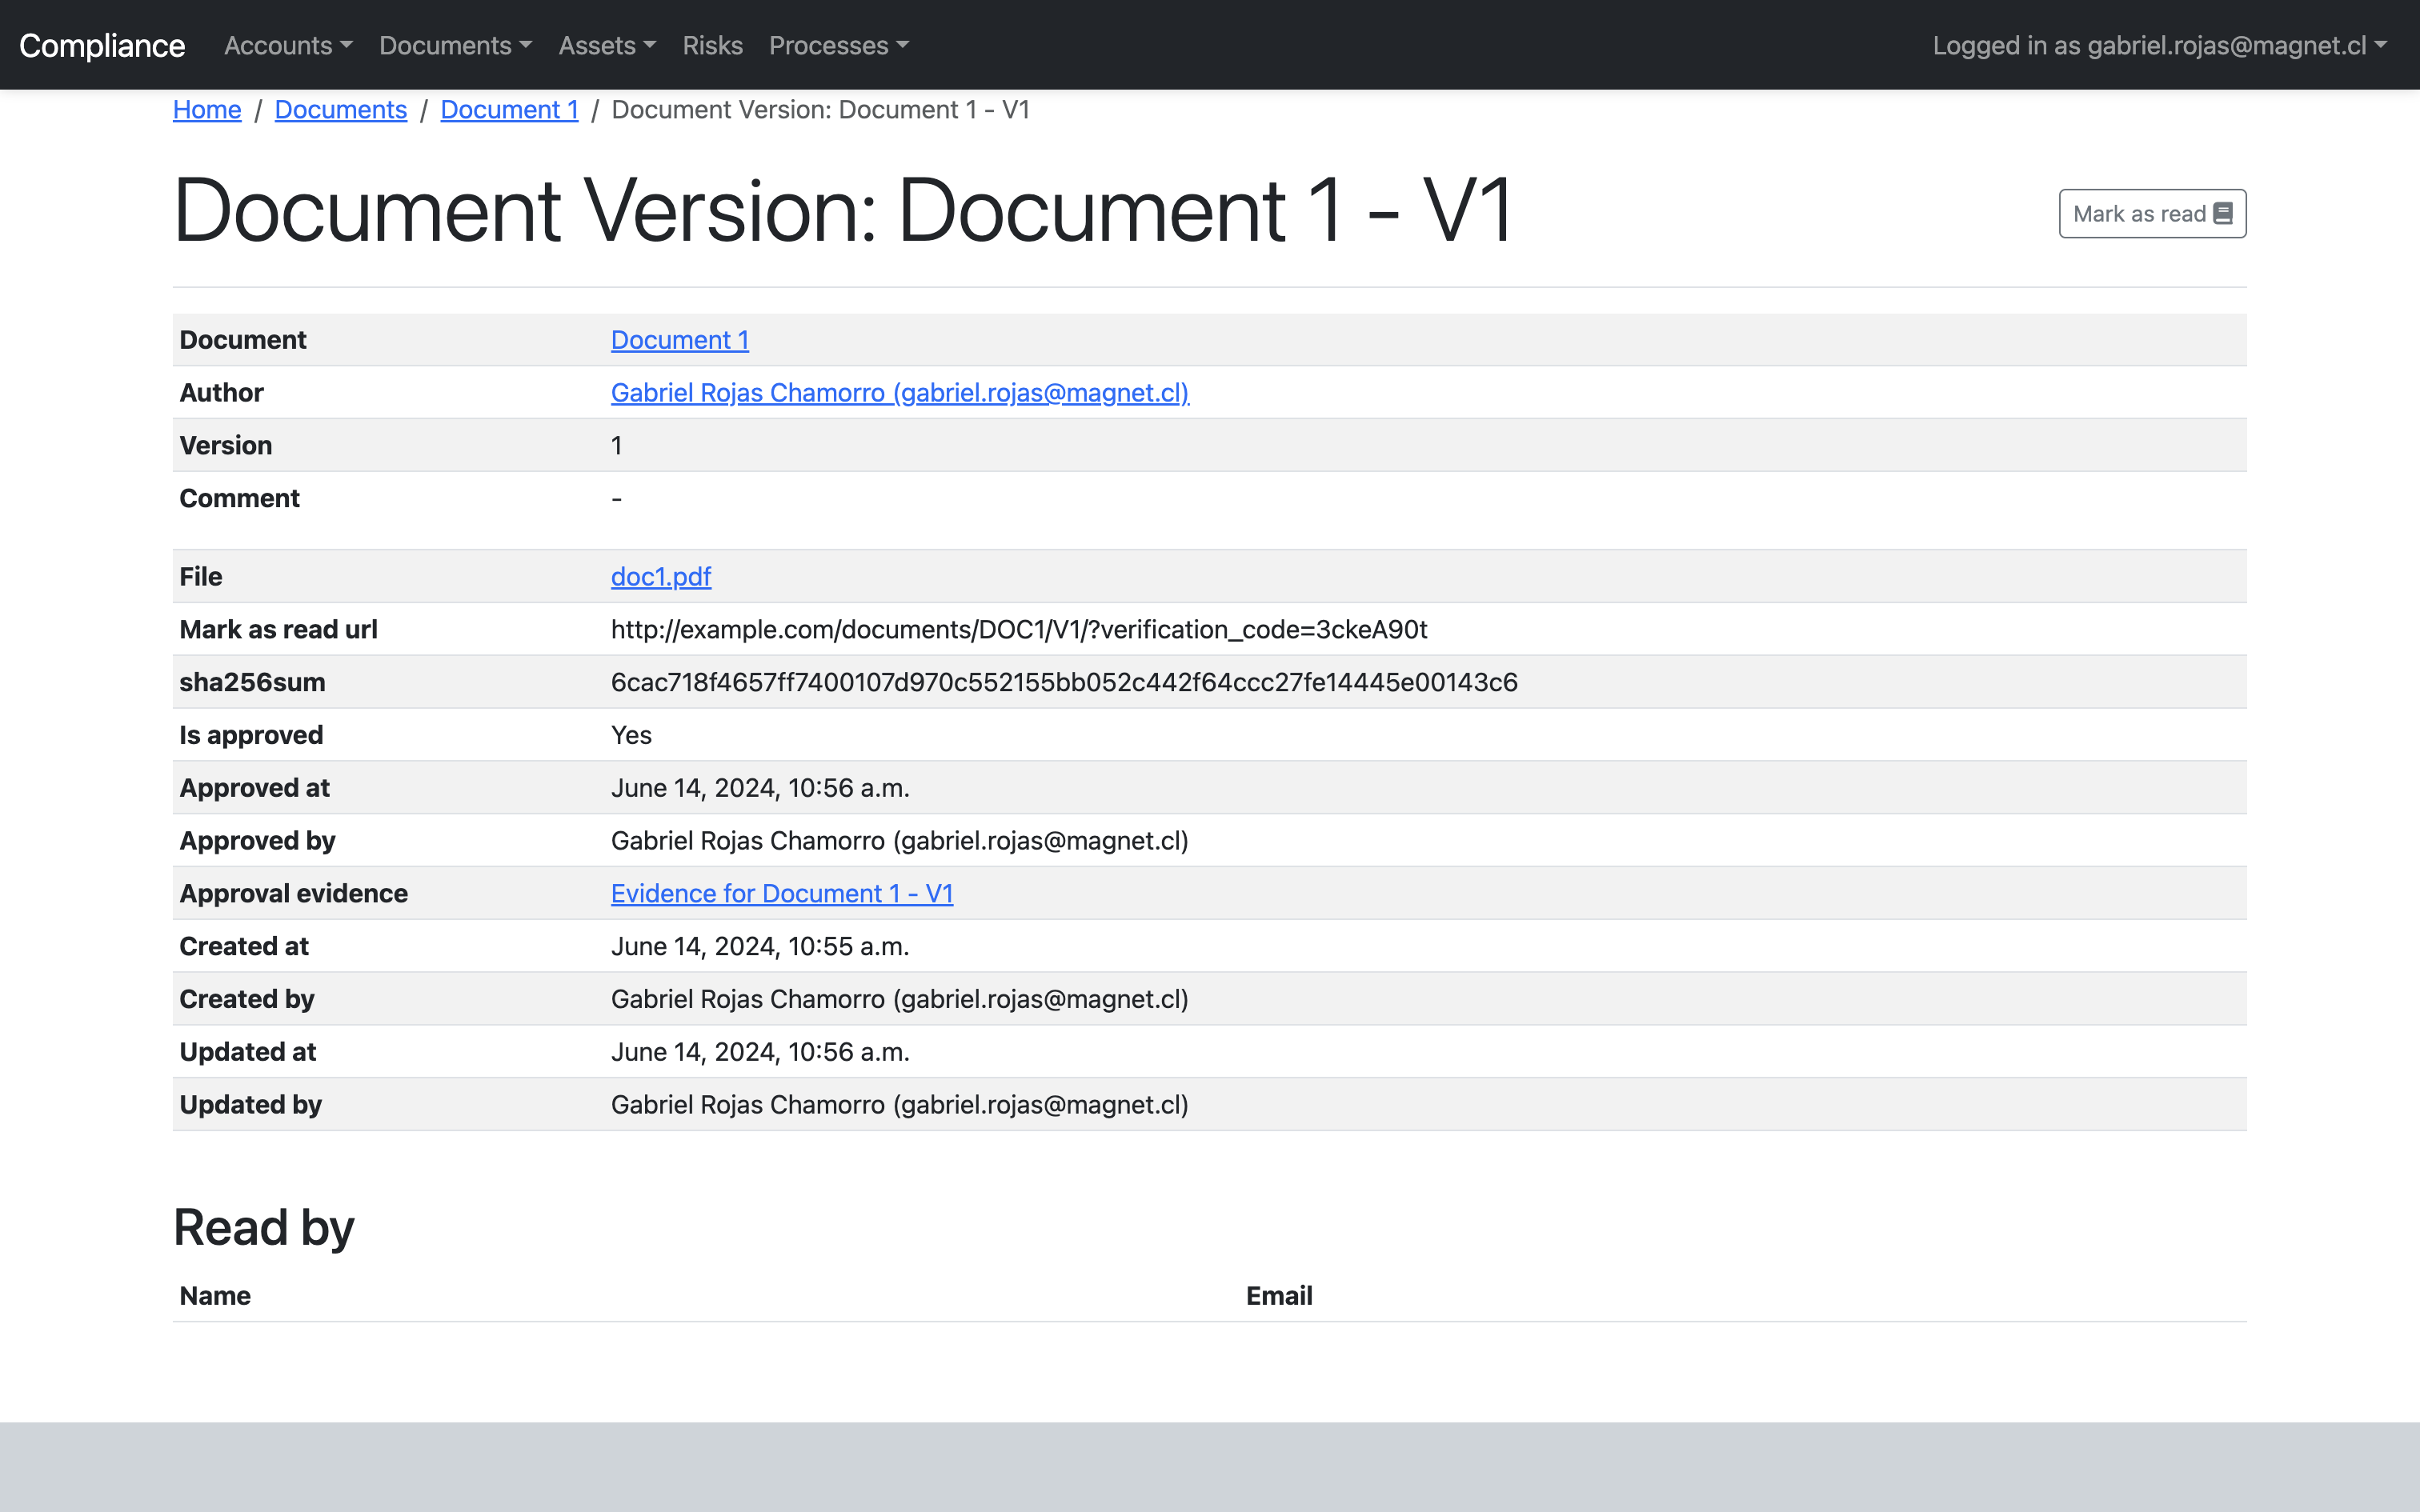 Compliance Accounts Documents Assets Risks Processes Logged in as gabriel.rojas@magnet.cl
Home / Documents / Document 1 / Document Version: Document 1 - V1
Document Version: Document 1 - V1
Mark as read
Document Document 1
Author Gabriel Rojas Chamorro (gabriel.rojas@magnet.cl)
Version 1
Comment -
File doc1.pdf
Mark as read url http://example.com/documents/DOC1/V1/?verification_code=3ckeA90t
sha256sum 6cac718f4657ff7400107d970c552155bb052c442f64ccc27fe14445e00143c6
Is approved Yes
Approved at June 14, 2024, 10:56 a.m.
Approved by Gabriel Rojas Chamorro (gabriel.rojas@magnet.cl)
Approval evidence Evidence for Document 1 - V1
Created at June 14, 2024, 10:55 a.m.
Created by Gabriel Rojas Chamorro (gabriel.rojas@magnet.cl)
Updated at June 14, 2024, 10:56 a.m.
Updated by Gabriel Rojas Chamorro (gabriel.rojas@magnet.cl)
Read by
Name Email